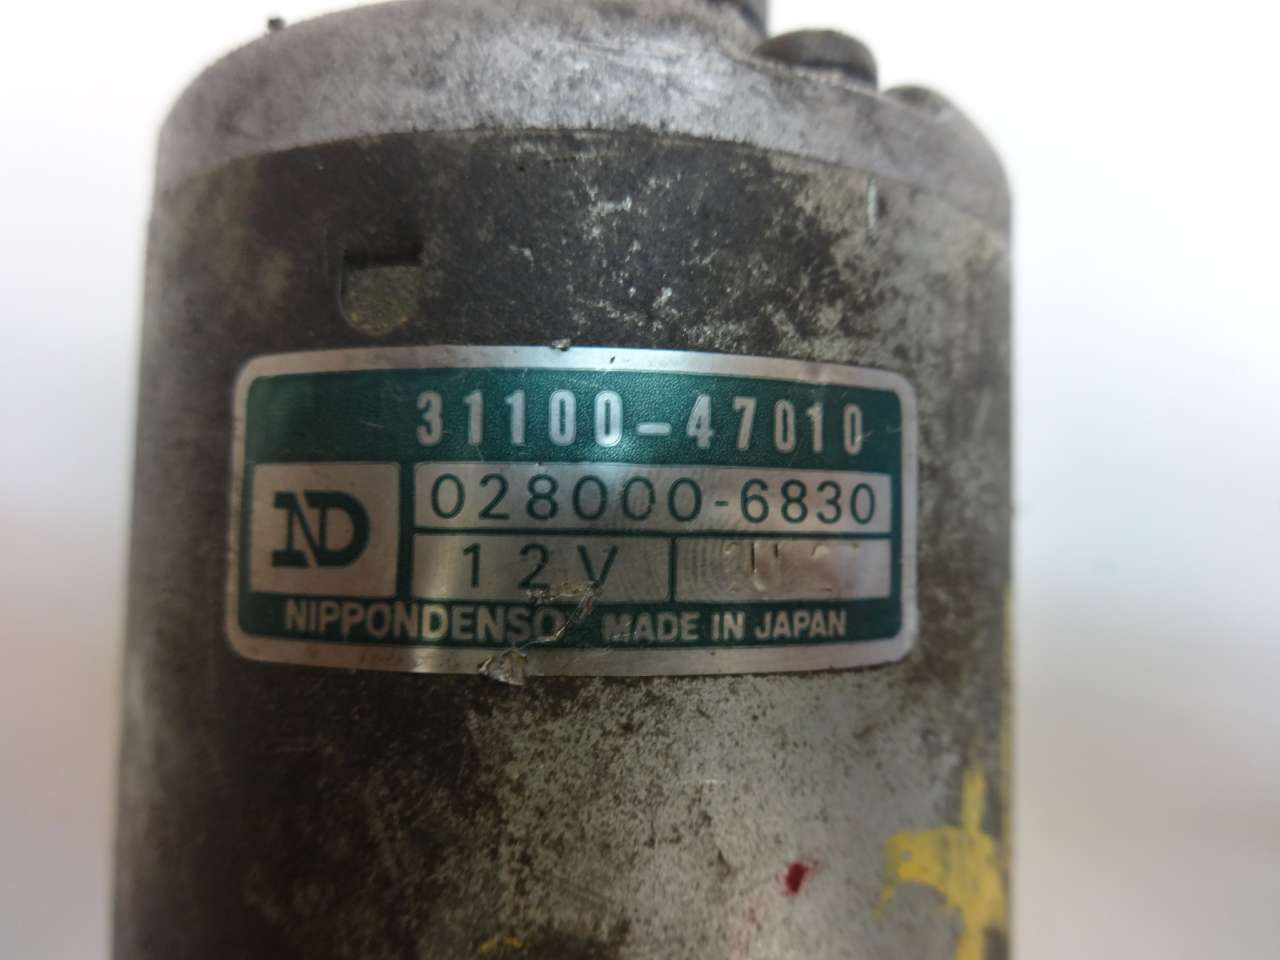 31100-47010
ND
028000-6830
12V
NIPPONDENSO MADE IN JAPAN